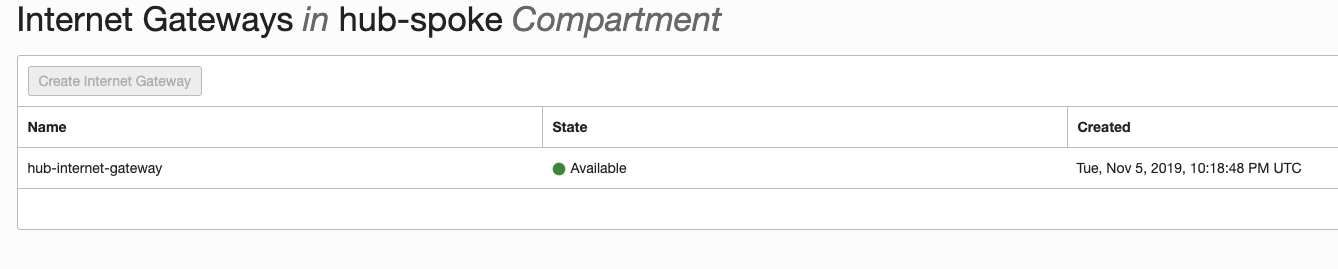 Internet Gateways in hub-spoke Compartment
Create Internet Gateway
Name State Created
hub-internet-gateway Available Tue, Nov 5, 2019, 10:18:48 PM UTC